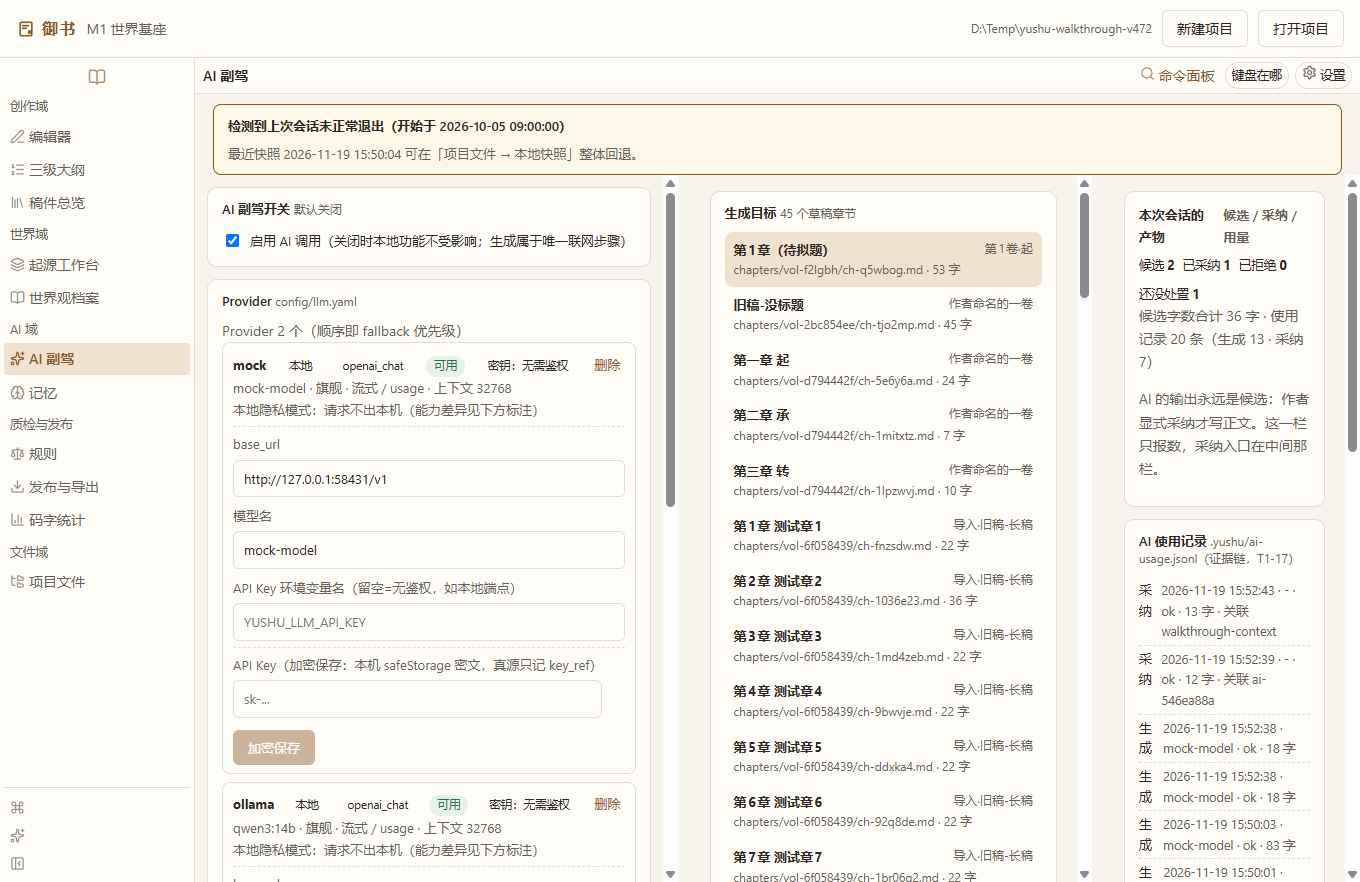 御书 M1 世界基座
D:\Temp\yushu-walkthrough-v472 新建项目 打开项目
创作域
编辑器
三级大纲
稿件总览
世界域
起源工作台
世界观档案
AI 域
AI 副驾
记忆
质检与发布
规则
发布与导出
码字统计
文件域
项目文件
AI 副驾
命令面板 键盘在哪 设置
检测到上次会话未正常退出（开始于 2026-10-05 09:00:00）
最近快照 2026-11-19 15:50:04 可在「项目文件 → 本地快照」整体回退。
AI 副驾开关 默认关闭
启用 AI 调用（关闭时本地功能不受影响；生成属于唯一联网步骤）
Provider config/llm.yaml
Provider 2 个（顺序即 fallback 优先级）
mock 本地 openai_chat 可用 密钥：无需鉴权 删除
mock-model · 旗舰 · 流式 / usage · 上下文 32768
本地隐私模式：请求不出本机（能力差异见下方标注）
base_url
http://127.0.0.1:58431/v1
模型名
mock-model
API Key 环境变量名（留空=无鉴权，如本地端点）
YUSHU_LLM_API_KEY
API Key（加密保存：本机 safeStorage 密文，真源只记 key_ref）
sk-...
加密保存
ollama 本地 openai_chat 可用 密钥：无需鉴权 删除
qwen3:14b · 旗舰 · 流式 / usage · 上下文 32768
本地隐私模式：请求不出本机（能力差异见下方标注）
生成目标 45 个草稿章节
第 1 章（待拟题） 第 1 卷·起
chapters/vol-f2lgbh/ch-q5wbog.md · 53 字
旧稿-没标题 作者命名的一卷
chapters/vol-2bc854ee/ch-tjo2mp.md · 45 字
第一章 起 作者命名的一卷
chapters/vol-d794442f/ch-5e6y6a.md · 24 字
第二章 承 作者命名的一卷
chapters/vol-d794442f/ch-1mitxtz.md · 7 字
第三章 转 作者命名的一卷
chapters/vol-d794442f/ch-1lpzwvj.md · 10 字
第1章 测试章1 导入·旧稿-长稿
chapters/vol-6f058439/ch-fnzsdw.md · 22 字
第2章 测试章2 导入·旧稿-长稿
chapters/vol-6f058439/ch-1036e23.md · 36 字
第3章 测试章3 导入·旧稿-长稿
chapters/vol-6f058439/ch-1md4zeb.md · 22 字
第4章 测试章4 导入·旧稿-长稿
chapters/vol-6f058439/ch-9bwvje.md · 22 字
第5章 测试章5 导入·旧稿-长稿
chapters/vol-6f058439/ch-ddxka4.md · 22 字
第6章 测试章6 导入·旧稿-长稿
chapters/vol-6f058439/ch-92q8de.md · 22 字
第7章 测试章7 导入·旧稿-长稿
chapters/vol-6f058439/ch-1br06q2.md · 22 字
本次会话的产物 候选 / 采纳 / 用量
候选 2 已采纳 1 已拒绝 0
还没处置 1
候选字数合计 36 字 · 使用
记录 20 条（生成 13 · 采纳
7）
AI 的输出永远是候选：作者
显式采纳才写正文。这一栏
只报数，采纳入口在中间那
栏。
AI 使用记录 .yushu/ai-
usage.jsonl（证据链，T1-17）
采纳 2026-11-19 15:52:43 · - ·
ok · 13 字 · 关联
walkthrough-context
采纳 2026-11-19 15:52:39 · - ·
ok · 12 字 · 关联 ai-
546ea88a
生成 2026-11-19 15:52:38 ·
mock-model · ok · 18 字
生成 2026-11-19 15:52:38 ·
mock-model · ok · 18 字
生成 2026-11-19 15:50:03 ·
mock-model · ok · 83 字
生 2026-11-19 15:50:01 ·